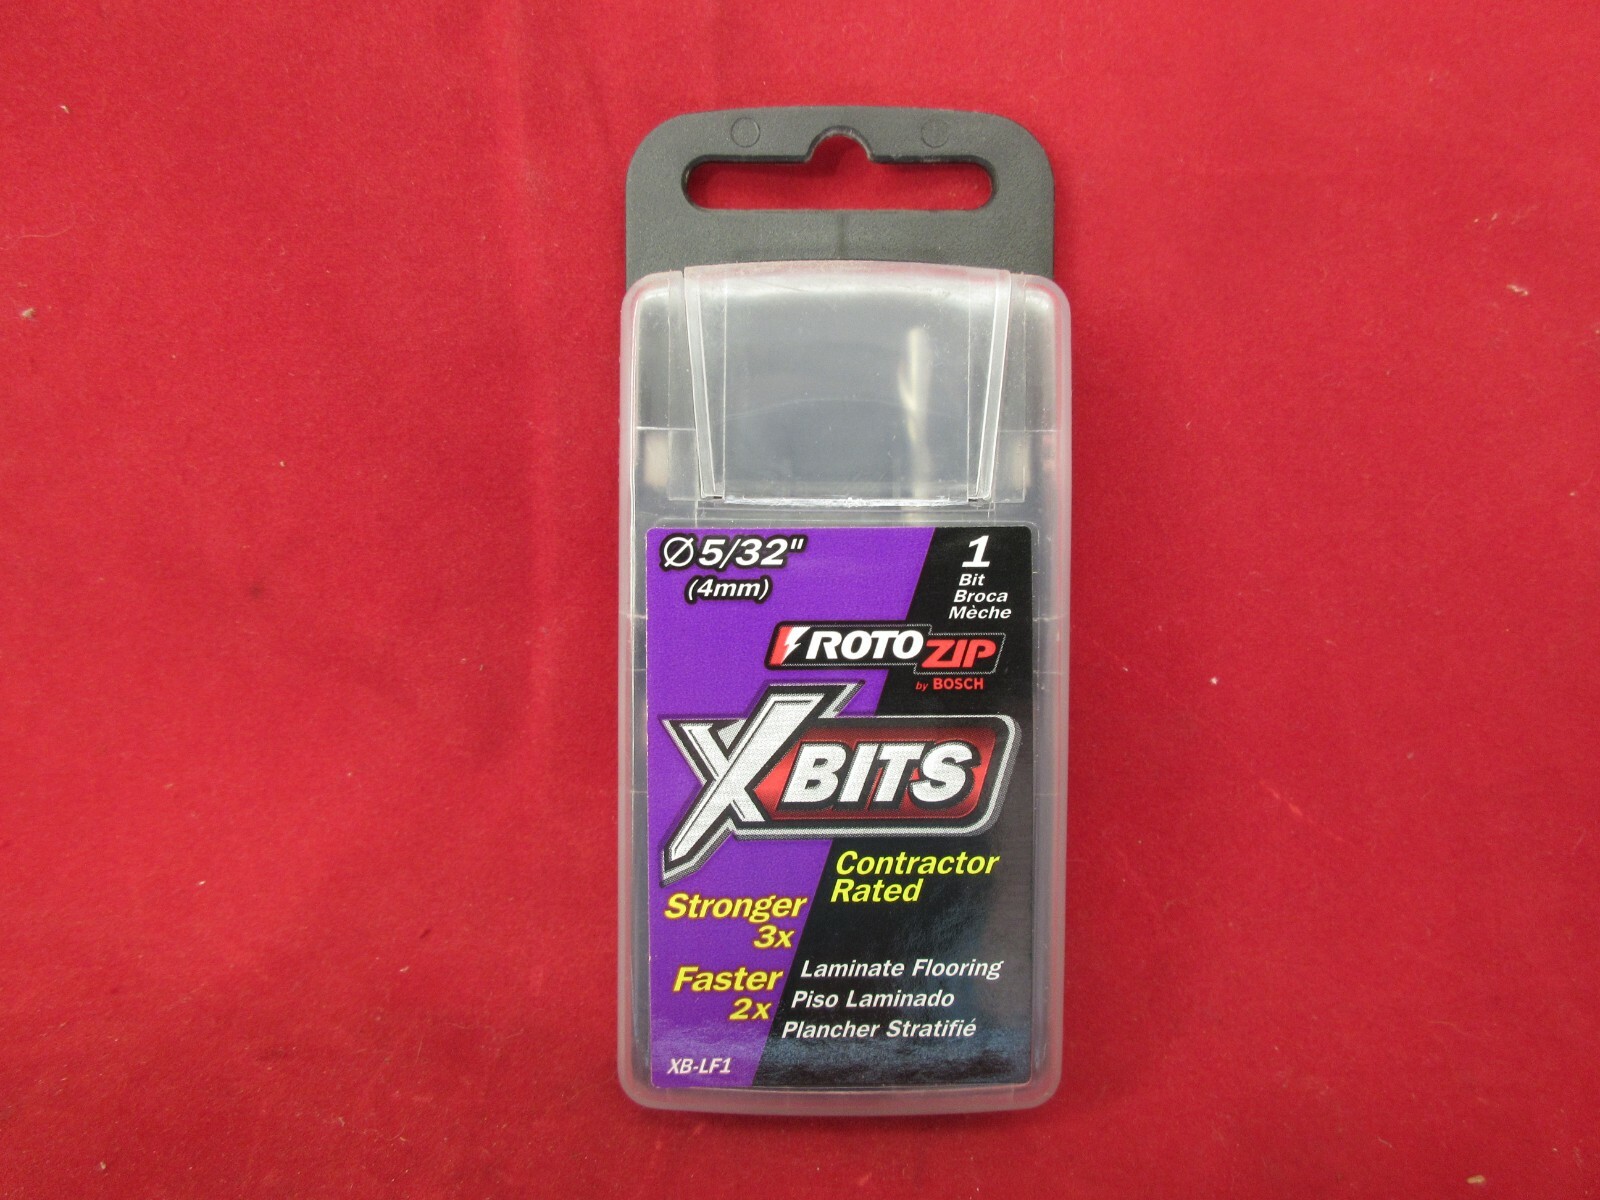 Ø 5/32"
(4mm)
1
Bit
Broca
Mèche
ROTOZIP
by BOSCH
XBITS
Contractor
Rated
Stronger
3x
Faster
2x
Laminate Flooring
Piso Laminado
Plancher Stratifié
XB-LF1